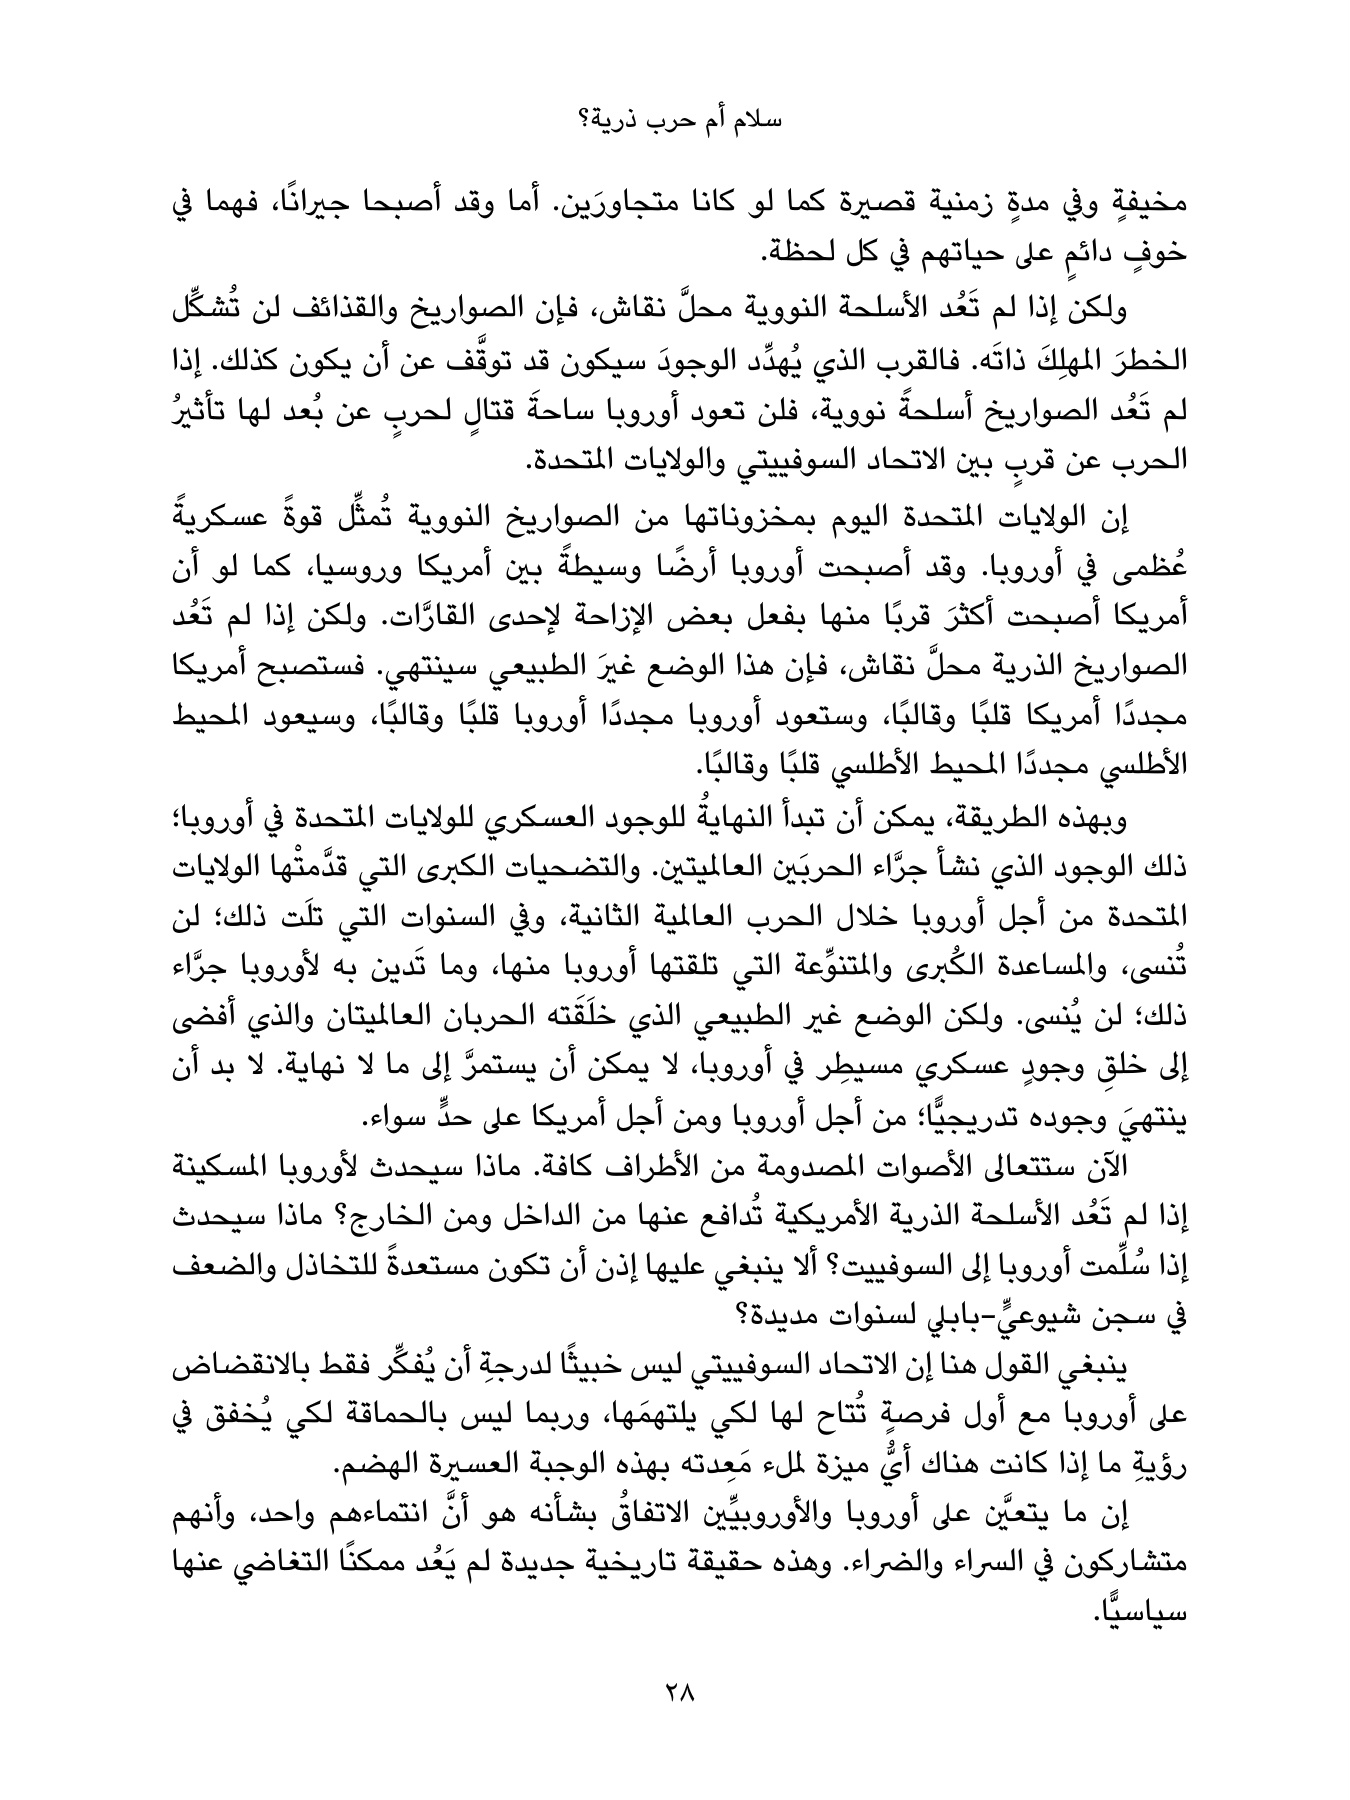 سلام أم حرب ذرية؟
مخيفةٍ وفي مدةٍ زمنية قصيرة كما لو كانا متجاورَين. أما وقد أصبحا جيرانًا، فهما في
خوفٍ دائمٍ على حياتهم في كل لحظة.
ولكن إذا لم تَعُد الأسلحة النووية محلَّ نقاش، فإن الصواريخ والقذائف لن تُشكِّل
الخطرَ المهلِكَ ذاتَه. فالقرب الذي يُهدِّد الوجودَ سيكون قد توقَّف عن أن يكون كذلك. إذا
لم تَعُد الصواريخ أسلحةً نووية، فلن تعود أوروبا ساحةَ قتالٍ لحربٍ عن بُعد لها تأثيرُ
الحرب عن قربٍ بين الاتحاد السوفييتي والولايات المتحدة.
إن الولايات المتحدة اليوم بمخزوناتها من الصواريخ النووية تُمثِّل قوةً عسكريةً
عُظمى في أوروبا. وقد أصبحت أوروبا أرضًا وسيطةً بين أمريكا وروسيا، كما لو أن
أمريكا أصبحت أكثرَ قربًا منها بفعل بعض الإزاحة لإحدى القارَّات. ولكن إذا لم تَعُد
الصواريخ الذرية محلَّ نقاش، فإن هذا الوضع غيرَ الطبيعي سينتهي. فستصبح أمريكا
مجددًا أمريكا قلبًا وقالبًا، وستعود أوروبا مجددًا أوروبا قلبًا وقالبًا، وسيعود المحيط
الأطلسي مجددًا المحيط الأطلسي قلبًا وقالبًا.
وبهذه الطريقة، يمكن أن تبدأ النهايةُ للوجود العسكري للولايات المتحدة في أوروبا؛
ذلك الوجود الذي نشأ جرَّاء الحربَين العالميتين. والتضحيات الكبرى التي قدَّمتْها الولايات
المتحدة من أجل أوروبا خلال الحرب العالمية الثانية، وفي السنوات التي تلَت ذلك؛ لن
تُنسى، والمساعدة الكُبرى والمتنوِّعة التي تلقتها أوروبا منها، وما تَدين به لأوروبا جرَّاء
ذلك؛ لن يُنسى. ولكن الوضع غير الطبيعي الذي خلَقَته الحربان العالميتان والذي أفضى
إلى خلقِ وجودٍ عسكري مسيطِر في أوروبا، لا يمكن أن يستمرَّ إلى ما لا نهاية. لا بد أن
ينتهيَ وجوده تدريجيًّا؛ من أجل أوروبا ومن أجل أمريكا على حدٍّ سواء.
الآن ستتعالى الأصوات المصدومة من الأطراف كافة. ماذا سيحدث لأوروبا المسكينة
إذا لم تَعُد الأسلحة الذرية الأمريكية تُدافع عنها من الداخل ومن الخارج؟ ماذا سيحدث
إذا سُلِّمت أوروبا إلى السوفييت؟ ألا ينبغي عليها إذن أن تكون مستعدةً للتخاذل والضعف
في سجن شيوعيٍّ–بابلي لسنوات مديدة؟
ينبغي القول هنا إن الاتحاد السوفييتي ليس خبيثًا لدرجةِ أن يُفكِّر فقط بالانقضاض
على أوروبا مع أول فرصةٍ تُتاح لها لكي يلتهمَها، وربما ليس بالحماقة لكي يُخفق في
رؤيةِ ما إذا كانت هناك أيُّ ميزة لملء مَعِدته بهذه الوجبة العسيرة الهضم.
إن ما يتعيَّن على أوروبا والأوروبيِّين الاتفاقُ بشأنه هو أنَّ انتماءهم واحد، وأنهم
متشاركون في السراء والضراء. وهذه حقيقة تاريخية جديدة لم يَعُد ممكنًا التغاضي عنها
سياسيًّا.
٢٨